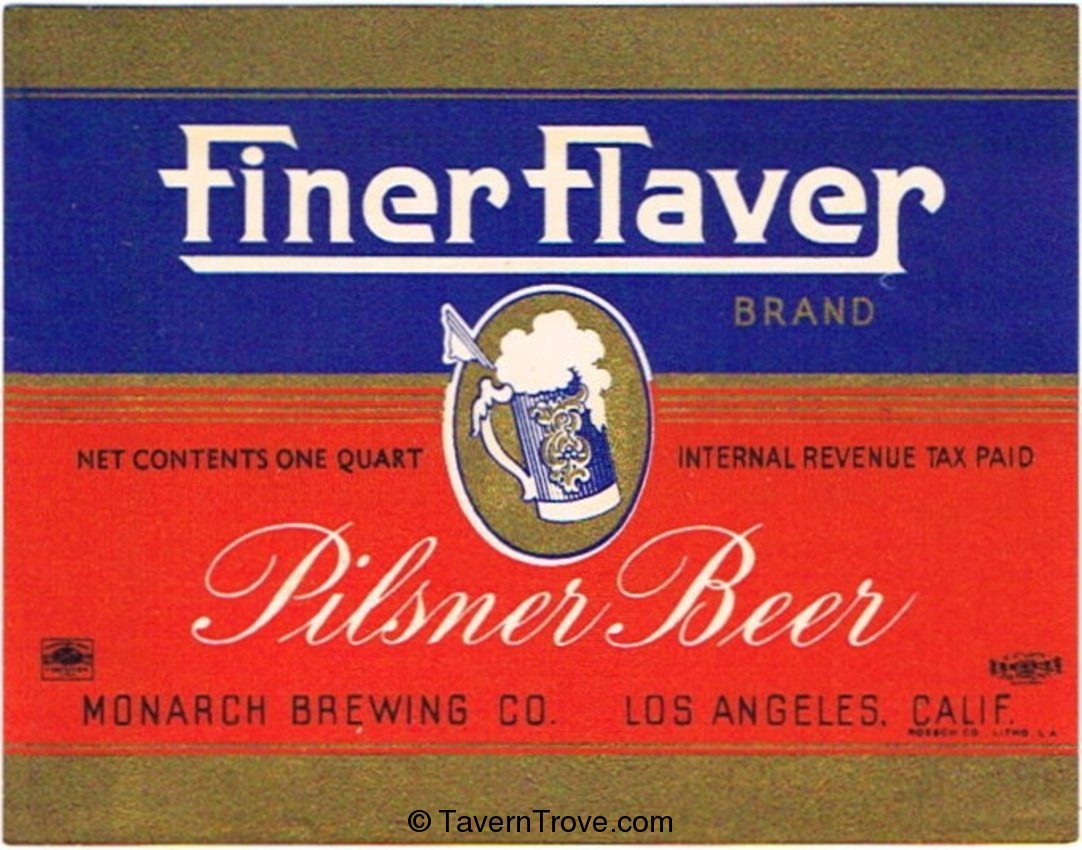 Finer Flaver
BRAND
NET CONTENTS ONE QUART
INTERNAL REVENUE TAX PAID
Pilsner Beer
MONARCH BREWING CO. LOS ANGELES, CALIF.
LITHO. L.A.
© TavernTrove.com